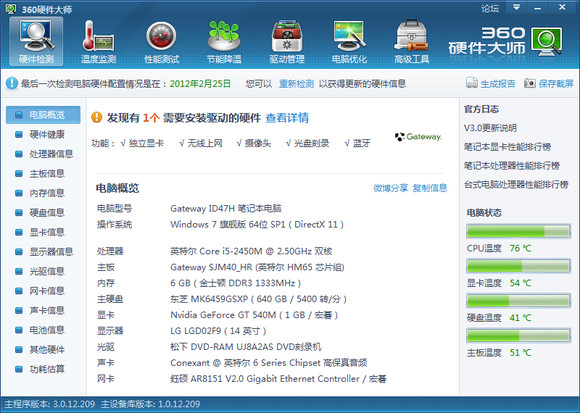 360硬件大师
论坛
硬件检测
温度监测
性能测试
节能降温
驱动管理
电脑优化
高级工具
360
硬件大师
最后一次检测电脑硬件配置情况是在： 2012年2月25日 您可以 重新检测 以获得更新的硬件信息
生成报告
保存截屏
电脑概览
硬件健康
处理器信息
主板信息
内存信息
硬盘信息
显卡信息
显示器信息
光驱信息
网卡信息
声卡信息
电池信息
其他硬件
功耗估算
发现有 1个 需要安装驱动的硬件 查看详情
功能： √ 独立显卡 √ 无线上网 √ 摄像头 √ 光盘刻录 √ 蓝牙
Gateway
电脑概览
微博分享 复制信息
电脑型号 Gateway ID47H 笔记本电脑
操作系统 Windows 7 旗舰版 64位 SP1 ( DirectX 11 )
处理器 英特尔 Core i5-2450M @ 2.50GHz 双核
主板 Gateway SJM40_HR (英特尔 HM65 芯片组)
内存 6 GB ( 金士顿 DDR3 1333MHz )
主硬盘 东芝 MK6459GSXP ( 640 GB / 5400 转/分 )
显卡 Nvidia GeForce GT 540M ( 1 GB / 宏碁 )
显示器 LG LGD02F9 ( 14 英寸 )
光驱 松下 DVD-RAM UJ8A2AS DVD刻录机
声卡 Conexant @ 英特尔 6 Series Chipset 高保真音频
网卡 鈺硕 AR8151 V2.0 Gigabit Ethernet Controller / 宏碁
官方日志
V3.0更新说明
笔记本显卡性能排行榜
笔记本处理器性能排行榜
台式电脑处理器性能排行榜
电脑状态
CPU温度 76 ℃
显卡温度 54 ℃
硬盘温度 41 ℃
主板温度 51 ℃
主程序版本: 3.0.12.209 主设备库版本: 1.0.12.209